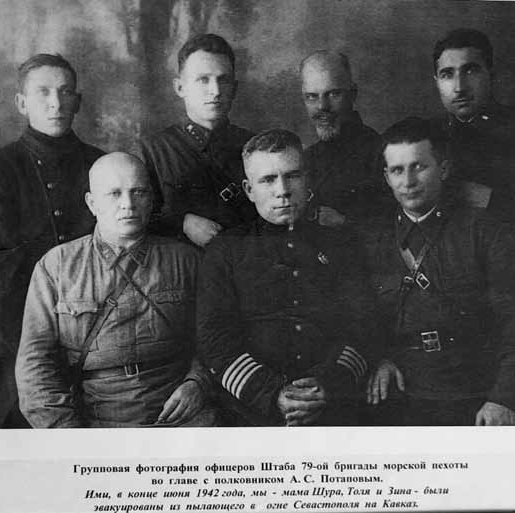 Групповая фотография офицеров Штаба 79-ой бригады морской пехоты
во главе с полковником А. С. Потаповым.
Ими, в конце июня 1942 года, мы - мама Шура, Толя и Зина - были
эвакуированы из пылающего в огне Севастополя на Кавказ.